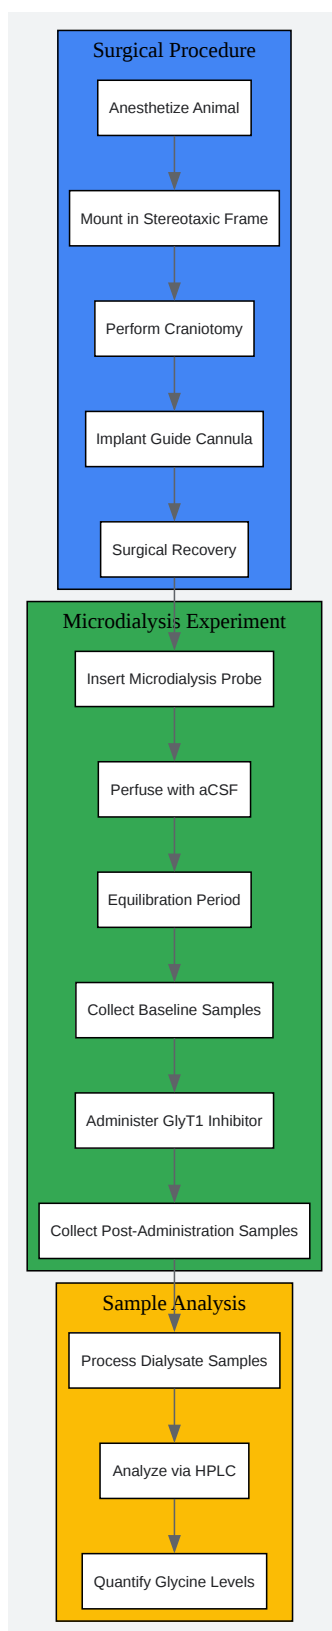 Surgical Procedure
Anesthetize Animal
Mount in Stereotaxic Frame
Perform Craniotomy
Implant Guide Cannula
Surgical Recovery
Microdialysis Experiment
Insert Microdialysis Probe
Perfuse with aCSF
Equilibration Period
Collect Baseline Samples
Administer GlyT1 Inhibitor
Collect Post-Administration Samples
Sample Analysis
Process Dialysate Samples
Analyze via HPLC
Quantify Glycine Levels